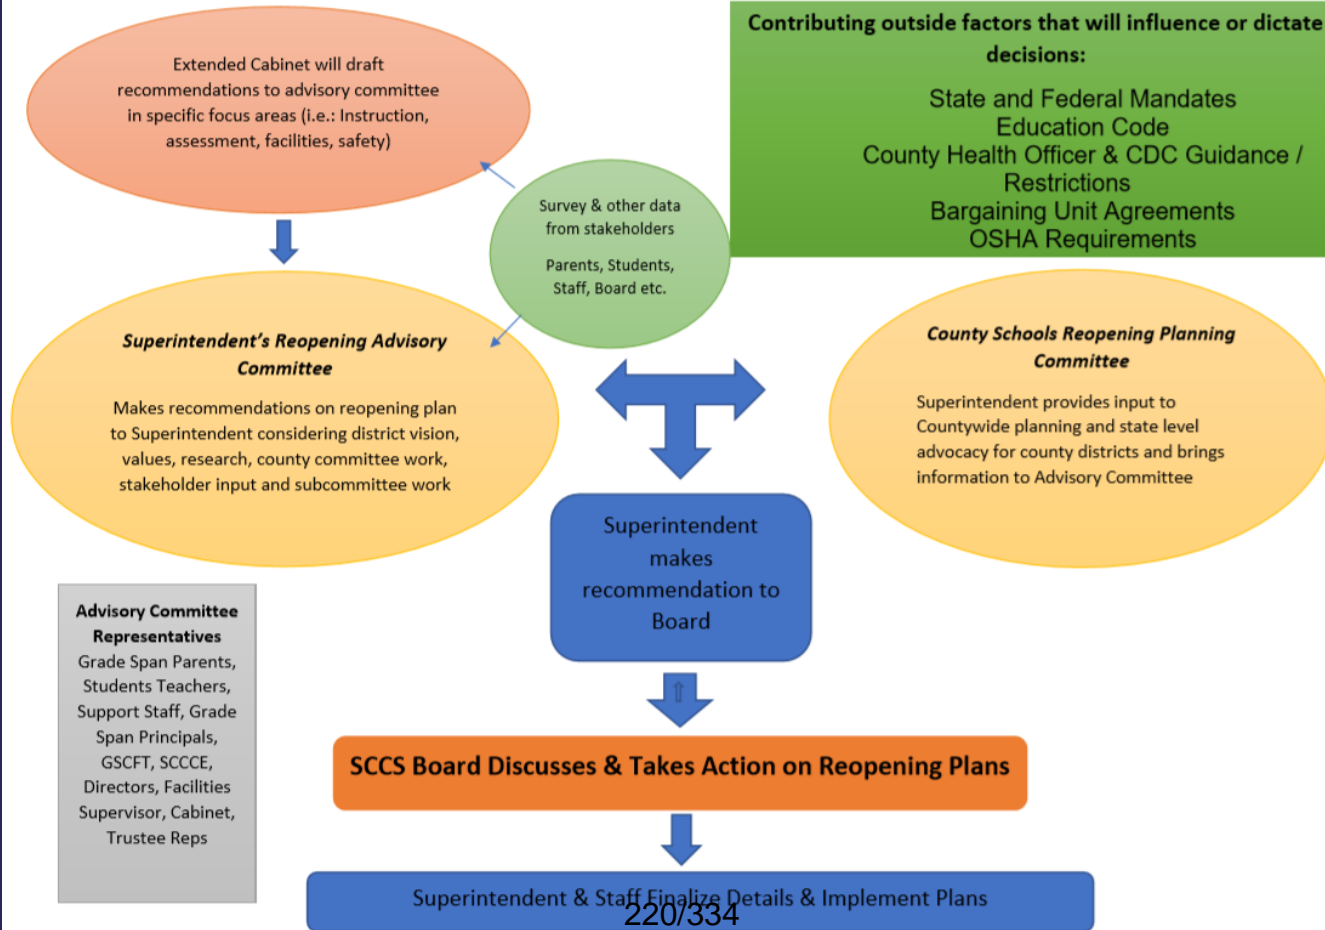 Extended Cabinet will draft
recommendations to advisory committee
in specific focus areas (i.e.: Instruction,
assessment, facilities, safety)
Contributing outside factors that will influence or dictate
decisions:
State and Federal Mandates
Education Code
County Health Officer & CDC Guidance /
Restrictions
Bargaining Unit Agreements
OSHA Requirements
Survey & other data
from stakeholders
Parents, Students,
Staff, Board etc.
Superintendent's Reopening Advisory
Committee
Makes recommendations on reopening plan
to Superintendent considering district vision,
values, research, county committee work,
stakeholder input and subcommittee work
County Schools Reopening Planning
Committee
Superintendent provides input to
Countywide planning and state level
advocacy for county districts and brings
information to Advisory Committee
Superintendent
makes
recommendation to
Board
Advisory Committee
Representatives
Grade Span Parents,
Students Teachers,
Support Staff, Grade
Span Principals,
GSCFT, SCCCE,
Directors, Facilities
Supervisor, Cabinet,
Trustee Reps
SCCS Board Discusses & Takes Action on Reopening Plans
Superintendent & Staff Finalize Details & Implement Plans
220/334